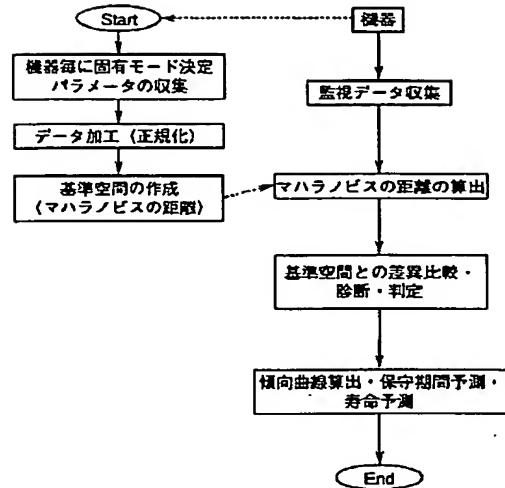 Start
機器
機器毎に固有モード決定
パラメータの収集
監視データ収集
データ加工（正規化）
基準空間の作成
（マハラノビスの距離）
マハラノビスの距離の算出
基準空間との差異比較・
診断・判定
傾向曲線算出・保守期間予測・
寿命予測
End